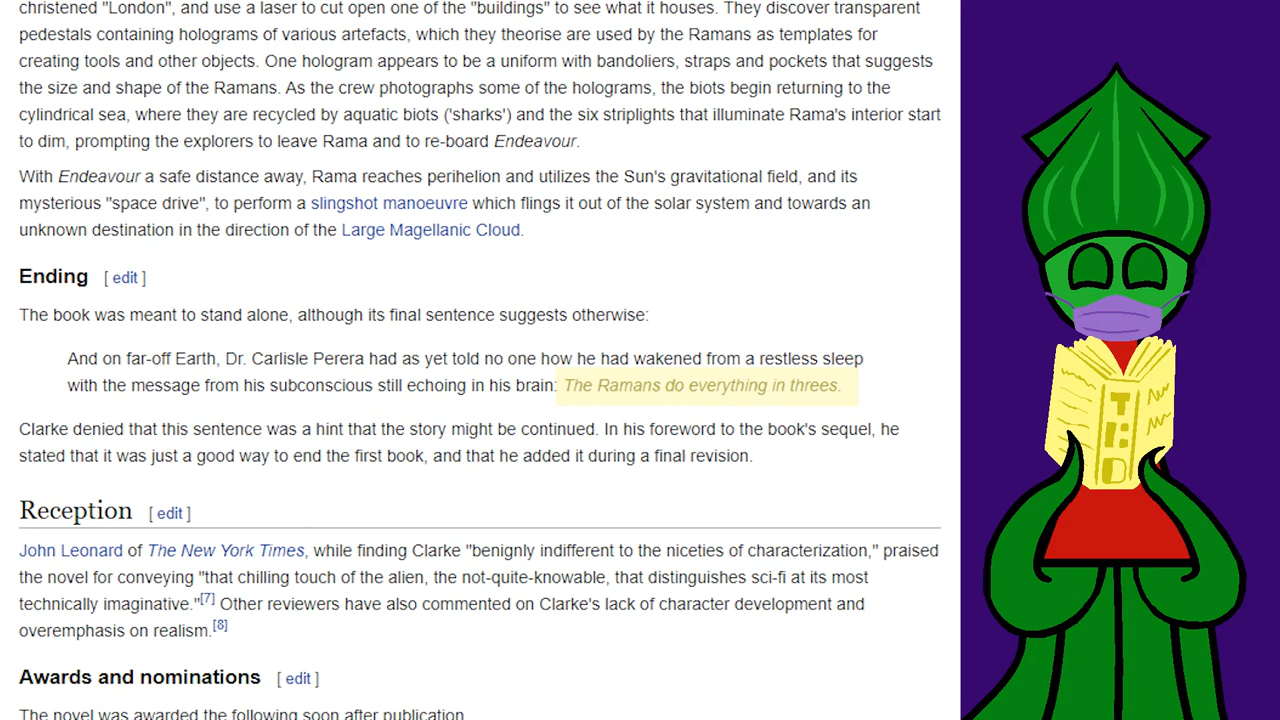 christened "London", and use a laser to cut open one of the "buildings" to see what it houses. They discover transparent
pedestals containing holograms of various artefacts, which they theorise are used by the Ramans as templates for
creating tools and other objects. One hologram appears to be a uniform with bandoliers, straps and pockets that suggests
the size and shape of the Ramans. As the crew photographs some of the holograms, the biots begin returning to the
cylindrical sea, where they are recycled by aquatic biots ('sharks') and the six striplights that illuminate Rama's interior start
to dim, prompting the explorers to leave Rama and to re-board Endeavour.
With Endeavour a safe distance away, Rama reaches perihelion and utilizes the Sun's gravitational field, and its
mysterious "space drive", to perform a slingshot manoeuvre which flings it out of the solar system and towards an
unknown destination in the direction of the Large Magellanic Cloud.
Ending [ edit ]
The book was meant to stand alone, although its final sentence suggests otherwise:
And on far-off Earth, Dr. Carlisle Perera had as yet told no one how he had wakened from a restless sleep
with the message from his subconscious still echoing in his brain: The Ramans do everything in threes.
Clarke denied that this sentence was a hint that the story might be continued. In his foreword to the book's sequel, he
stated that it was just a good way to end the first book, and that he added it during a final revision.
Reception [ edit ]
John Leonard of The New York Times, while finding Clarke "benignly indifferent to the niceties of characterization," praised
the novel for conveying "that chilling touch of the alien, the not-quite-knowable, that distinguishes sci-fi at its most
technically imaginative."[7] Other reviewers have also commented on Clarke's lack of character development and
overemphasis on realism.[8]
Awards and nominations [ edit ]
The novel was awarded the following soon after publication